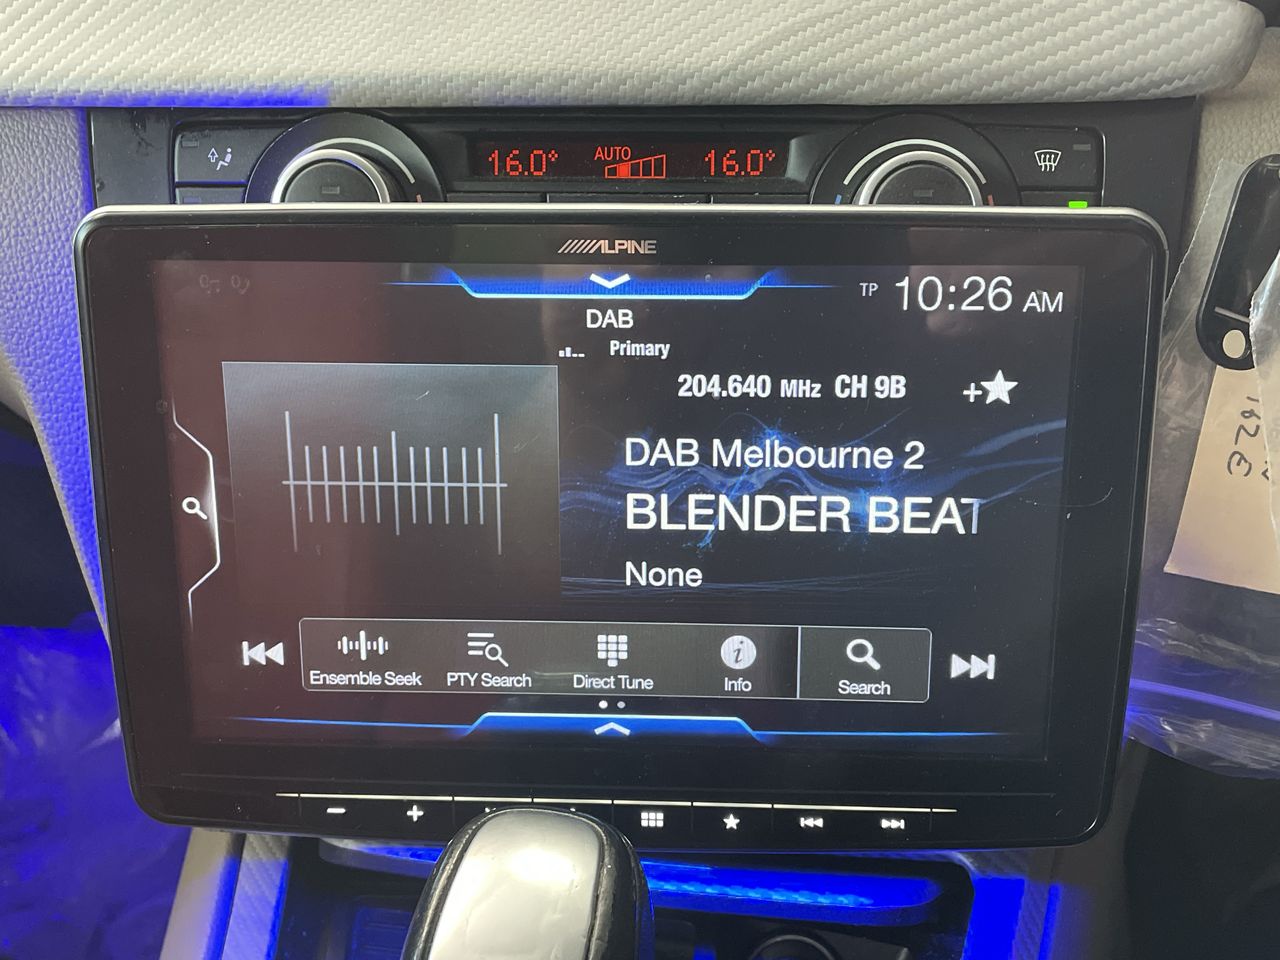 16.0° AUTO 16.0°
ALPINE
TP 10:26 AM
DAB
Primary
204.640 MHz CH 9B
+
DAB Melbourne 2
BLENDER BEAT
None
Ensemble Seek PTY Search Direct Tune Info Search
- +